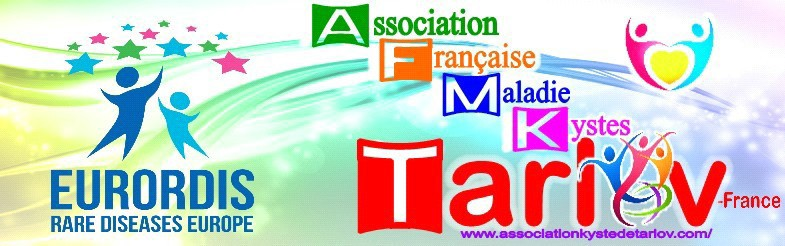 EURORDIS
RARE DISEASES EUROPE
Association
Française
Maladie
Kystes
Tarlov-France
www.associationkystedetarlov.com/